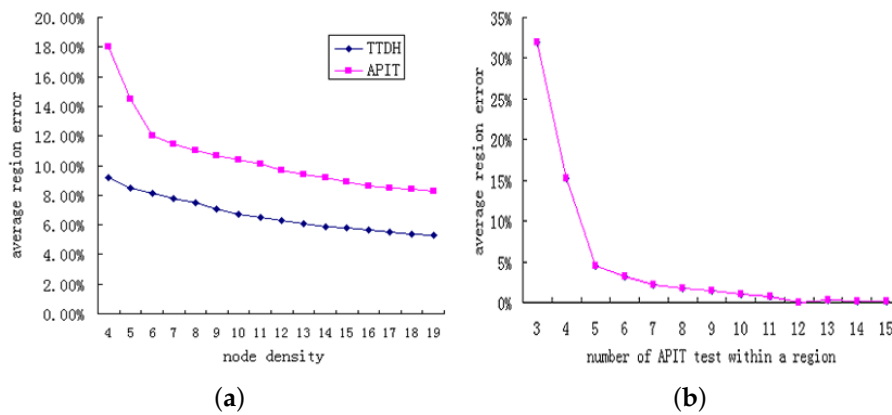 average region error
20.00%
18.00%
16.00%
14.00%
12.00%
10.00%
8.00%
6.00%
4.00%
2.00%
0.00%
TTDH
APIT
4 5 6 7 8 9 10 11 12 13 14 15 16 17 18 19
node density
(a)
average region error
35%
30%
25%
20%
15%
10%
5%
0%
3 4 5 6 7 8 9 10 11 12 13 14 15
number of APIT test within a region
(b)